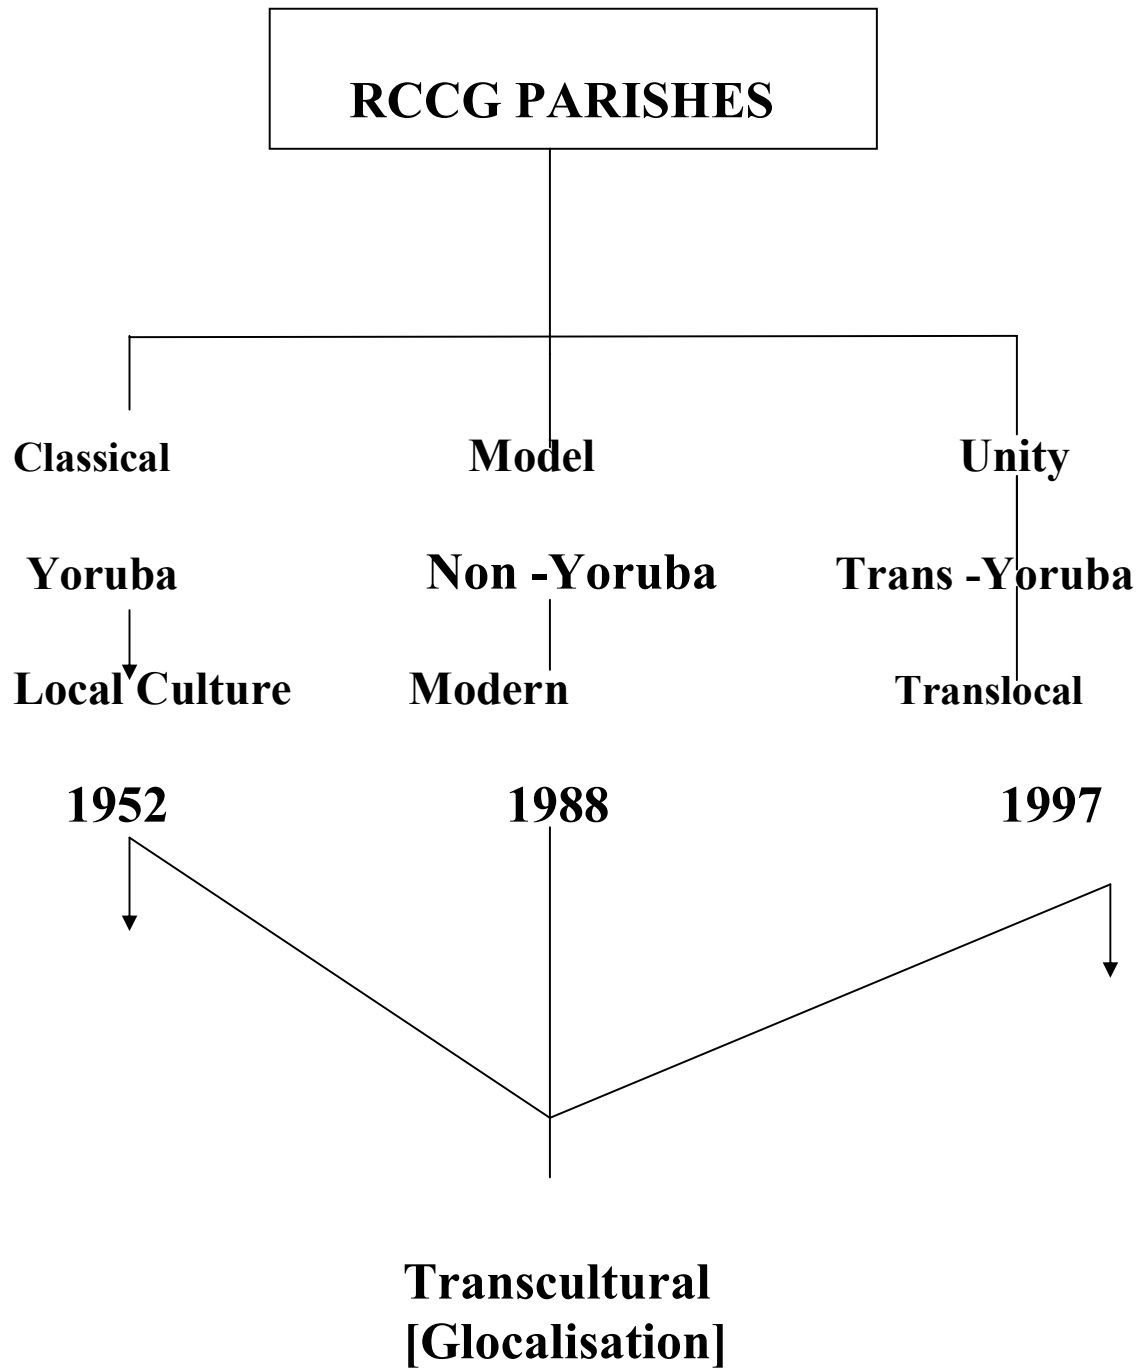 RCCG PARISHES
Classical Model Unity
Yoruba Non -Yoruba Trans -Yoruba
Local Culture Modern Translocal
1952 1988 1997
Transcultural
[Glocalisation]